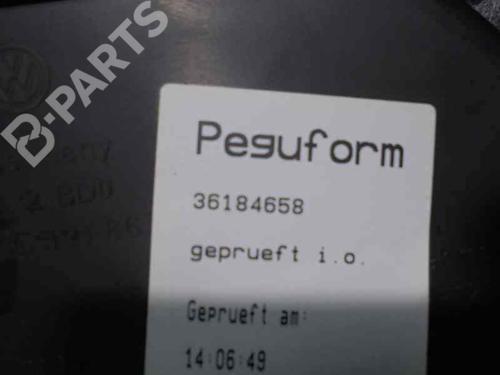 B-PARTS
Peguform
36184658
geprueft i.o.
Geprueft am:
14:06:49